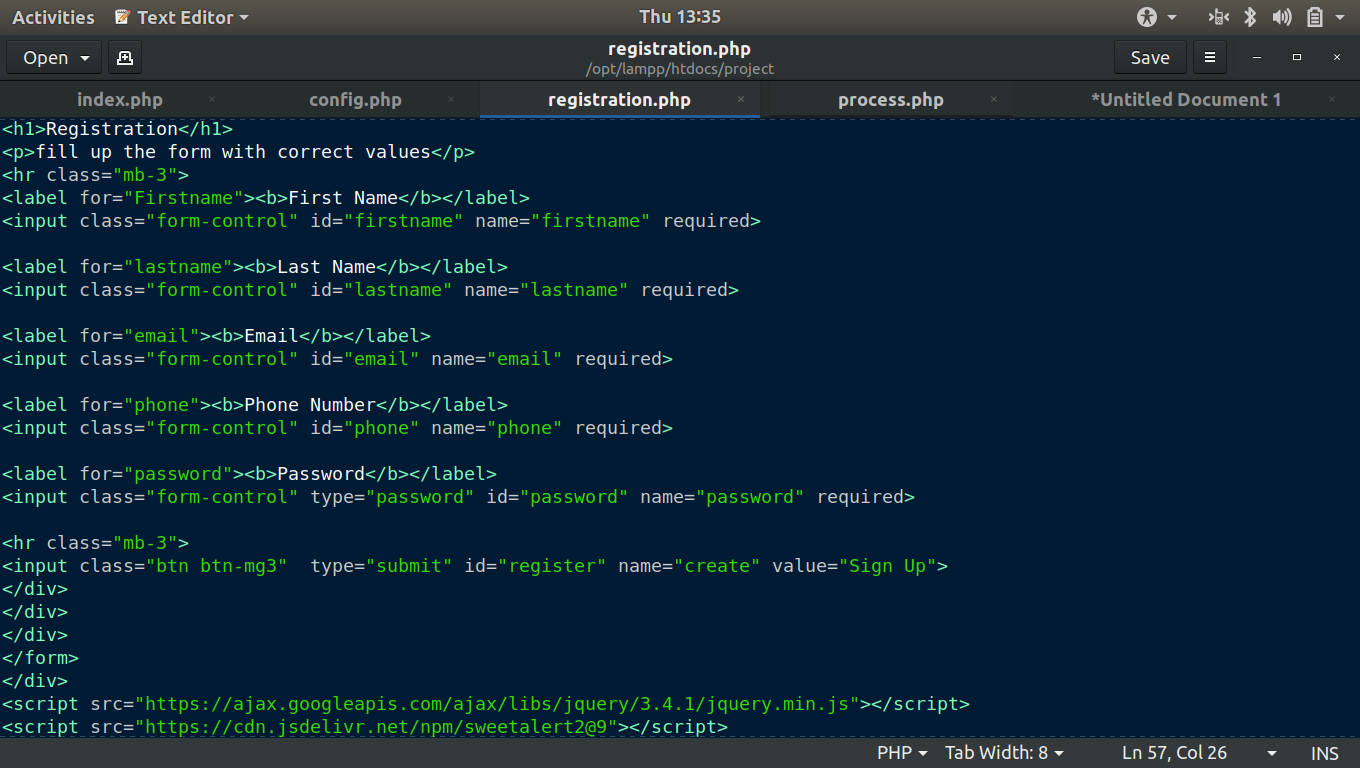 Activities Text Editor Thu 13:35
Open registration.php Save
/opt/lampp/htdocs/project
index.php × config.php × registration.php × process.php × *Untitled Document 1 ×
<h1>Registration</h1>
<p>fill up the form with correct values</p>
<hr class="mb-3">
<label for="Firstname"><b>First Name</b></label>
<input class="form-control" id="firstname" name="firstname" required>
<label for="lastname"><b>Last Name</b></label>
<input class="form-control" id="lastname" name="lastname" required>
<label for="email"><b>Email</b></label>
<input class="form-control" id="email" name="email" required>
<label for="phone"><b>Phone Number</b></label>
<input class="form-control" id="phone" name="phone" required>
<label for="password"><b>Password</b></label>
<input class="form-control" type="password" id="password" name="password" required>
<hr class="mb-3">
<input class="btn btn-mg3"  type="submit" id="register" name="create" value="Sign Up">
</div>
</div>
</div>
</form>
</div>
<script src="https://ajax.googleapis.com/ajax/libs/jquery/3.4.1/jquery.min.js"></script>
<script src="https://cdn.jsdelivr.net/npm/sweetalert2@9"></script>
PHP Tab Width: 8 Ln 57, Col 26 INS